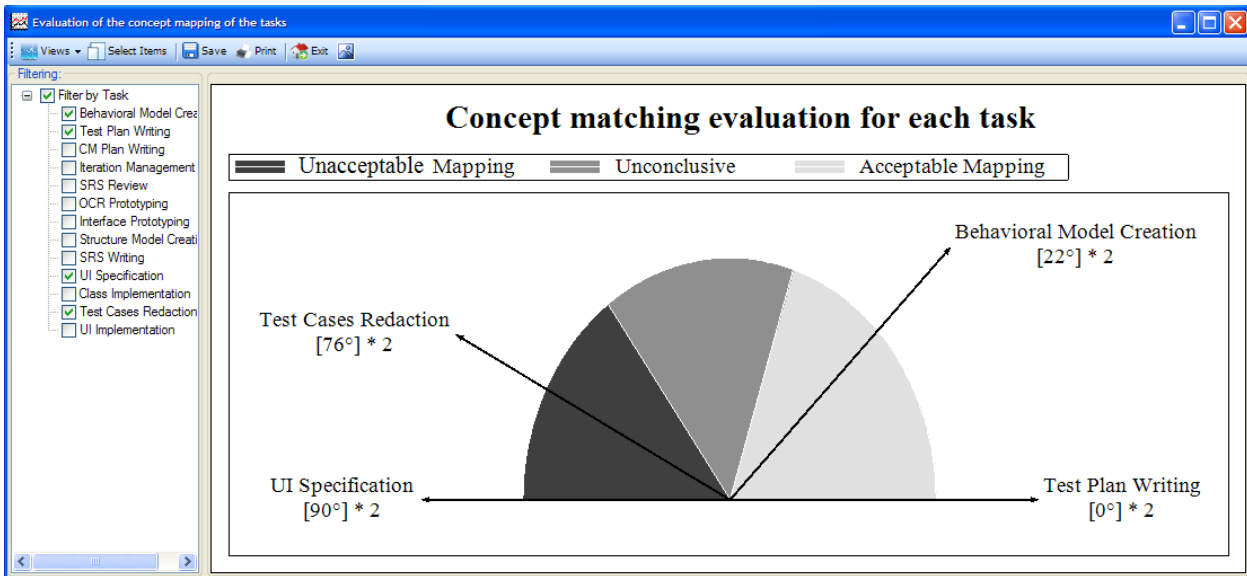 Evaluation of the concept mapping of the tasks
Views Select Items Save Print Exit
Filtering:
Filter by Task
Behavioral Model Crea
Test Plan Writing
CM Plan Writing
Iteration Management
SRS Review
OCR Prototyping
Interface Prototyping
Structure Model Creati
SRS Writing
UI Specification
Class Implementation
Test Cases Redaction
UI Implementation
Concept matching evaluation for each task
Unacceptable Mapping Unconclusive Acceptable Mapping
Behavioral Model Creation
[22°] * 2
Test Cases Redaction
[76°] * 2
UI Specification
[90°] * 2
Test Plan Writing
[0°] * 2